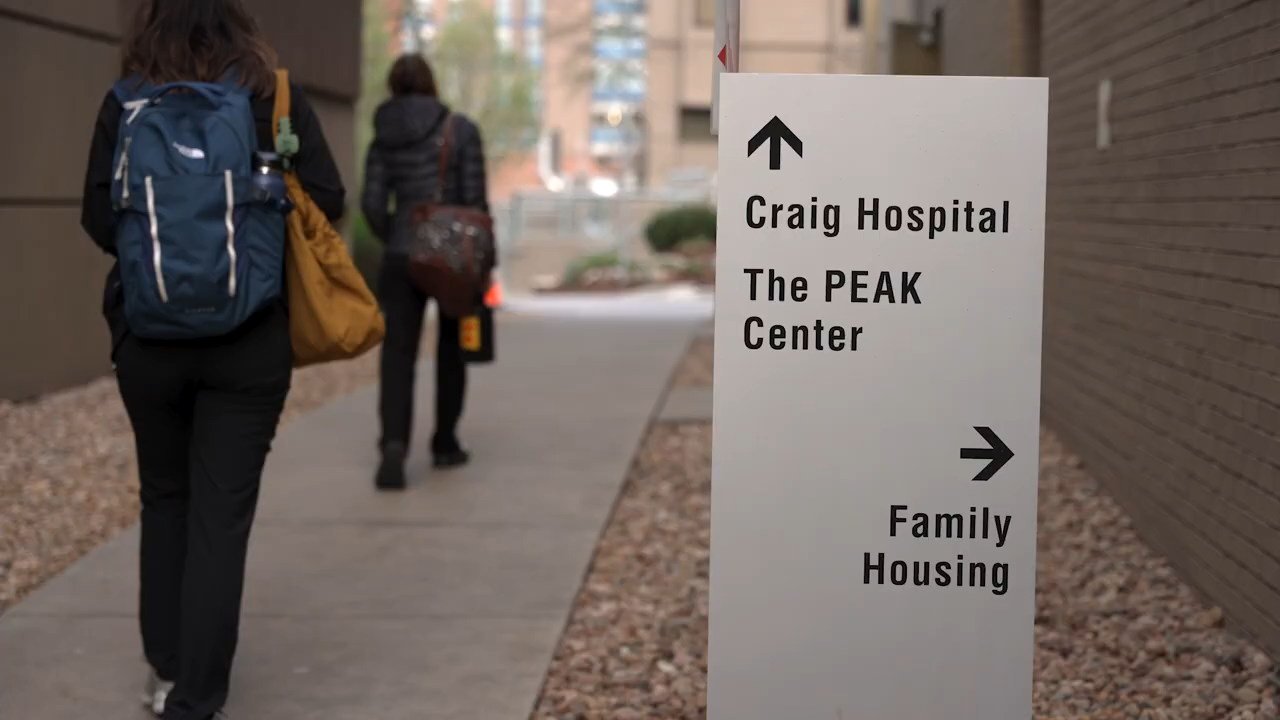 Craig Hospital
The PEAK
Center
Family
Housing